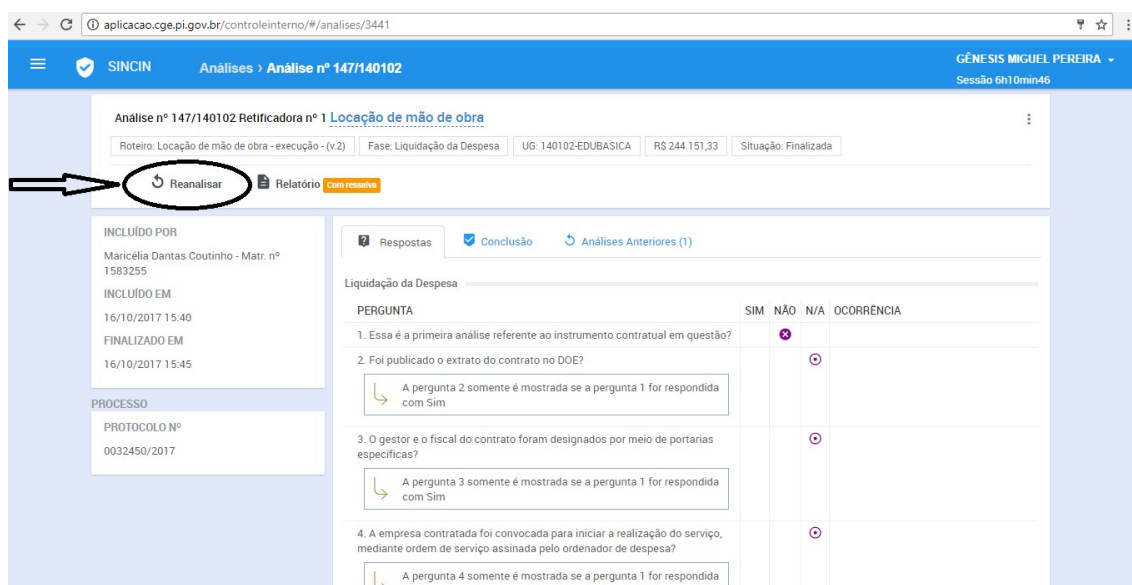 aplicacao.cge.pi.gov.br/controleinterno/#/analises/3441
SINCIN
Análises › Análise nº 147/140102
GÊNESIS MIGUEL PEREIRA
Sessão 6h10min46
Análise nº 147/140102 Retificadora nº 1 Locação de mão de obra
Roteiro: Locação de mão de obra - execução - (v.2)
Fase: Liquidação da Despesa
UG: 140102-EDUBASICA
R$ 244.151,33
Situação: Finalizada
Reanalisar
Relatório
Com ressalva
INCLUÍDO POR
Maricélia Dantas Coutinho - Matr. nº
1583255
INCLUÍDO EM
16/10/2017 15:40
FINALIZADO EM
16/10/2017 15:45
PROCESSO
PROTOCOLO Nº
0032450/2017
Respostas
Conclusão
Análises Anteriores (1)
Liquidação da Despesa
PERGUNTA SIM NÃO N/A OCORRÊNCIA
1. Essa é a primeira análise referente ao instrumento contratual em questão?
2. Foi publicado o extrato do contrato no DOE?
A pergunta 2 somente é mostrada se a pergunta 1 for respondida
com Sim
3. O gestor e o fiscal do contrato foram designados por meio de portarias
específicas?
A pergunta 3 somente é mostrada se a pergunta 1 for respondida
com Sim
4. A empresa contratada foi convocada para iniciar a realização do serviço,
mediante ordem de serviço assinada pelo ordenador de despesa?
A pergunta 4 somente é mostrada se a pergunta 1 for respondida